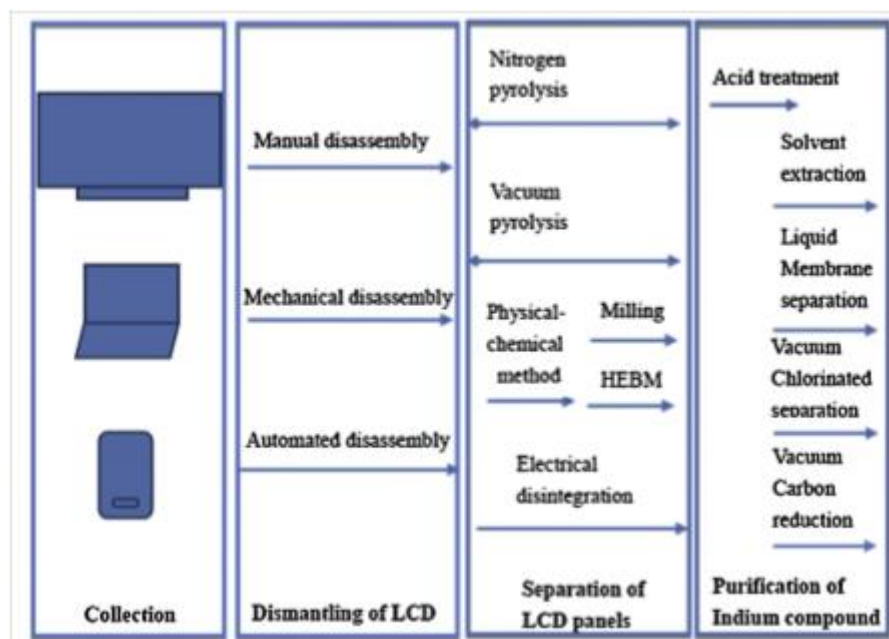 Manual disassembly
Mechanical disassembly
Automated disassembly
Nitrogen
pyrolysis
Vacuum
pyrolysis
Physical-
chemical
method
Milling
HEBM
Electrical
disintegration
Acid treatment
Solvent
extraction
Liquid
Membrane
separation
Vacuum
Chlorinated
separation
Vacuum
Carbon
reduction
Collection
Dismantling of LCD
Separation of
LCD panels
Purification of
Indium compound